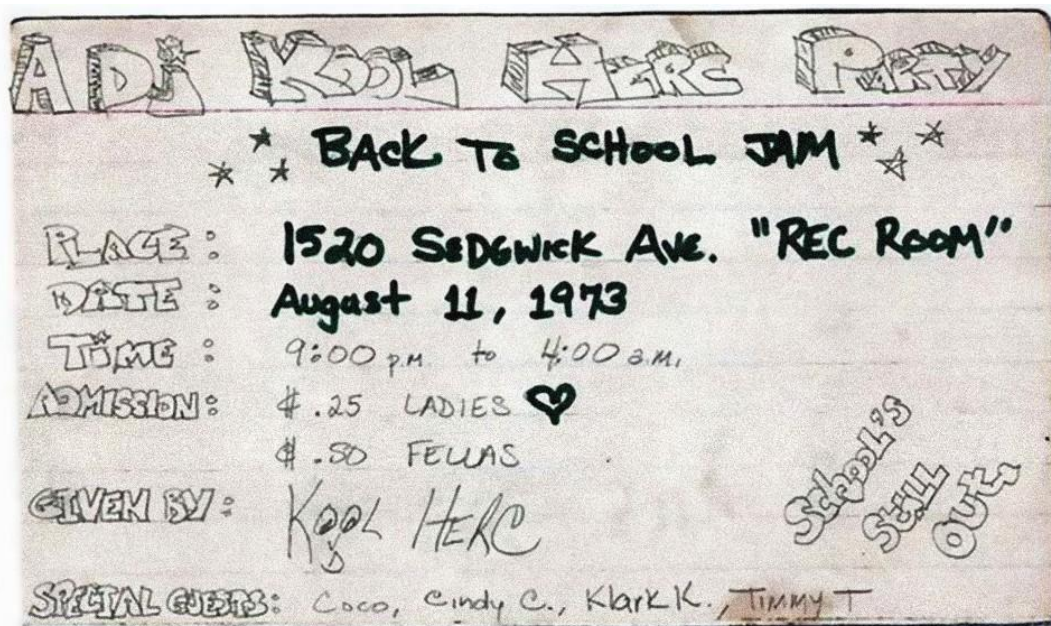 A DJ KOOL HERC PARTY
BACK TO SCHOOL JAM
PLACE: 1520 SEDGWICK AVE. "REC ROOM"
DATE: August 11, 1973
TIME: 9:00 p.m. to 4:00 a.m.
ADMISSION: $.25 LADIES
$.50 FELLAS
GIVEN BY: KOOL HERC
SCHOOL'S
STILL
OUT
SPECIAL GUESTS: Coco, Cindy C., Klark K., TIMMY T